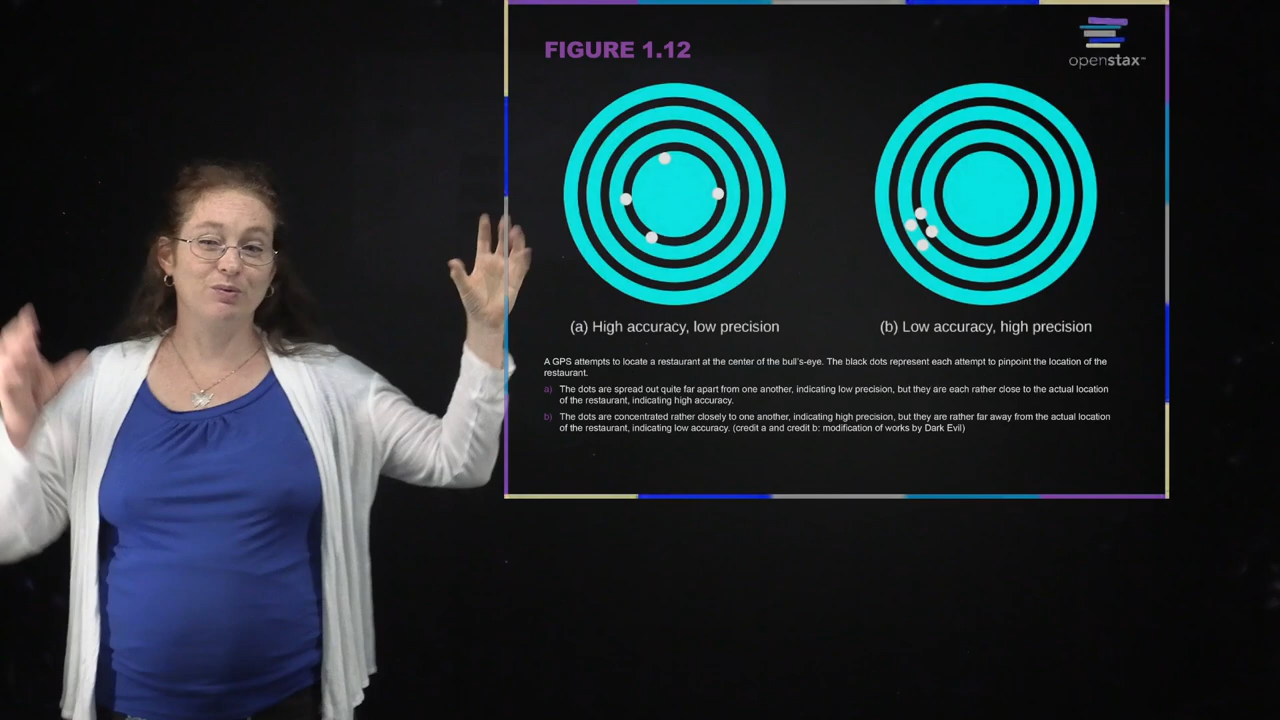 FIGURE 1.12
openstax™
(a) High accuracy, low precision
(b) Low accuracy, high precision
A GPS attempts to locate a restaurant at the center of the bull's-eye. The black dots represent each attempt to pinpoint the location of the
restaurant.
a) The dots are spread out quite far apart from one another, indicating low precision, but they are each rather close to the actual location
of the restaurant, indicating high accuracy.
b) The dots are concentrated rather closely to one another, indicating high precision, but they are rather far away from the actual location
of the restaurant, indicating low accuracy. (credit a and credit b: modification of works by Dark Evil)